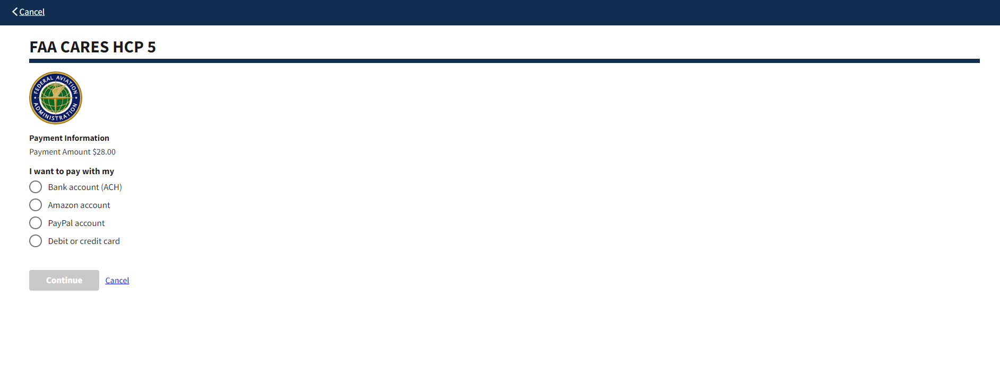 Cancel
FAA CARES HCP 5
FEDERAL AVIATION
ADMINISTRATION
Payment Information
Payment Amount $28.00
I want to pay with my
Bank account (ACH)
Amazon account
PayPal account
Debit or credit card
Continue Cancel